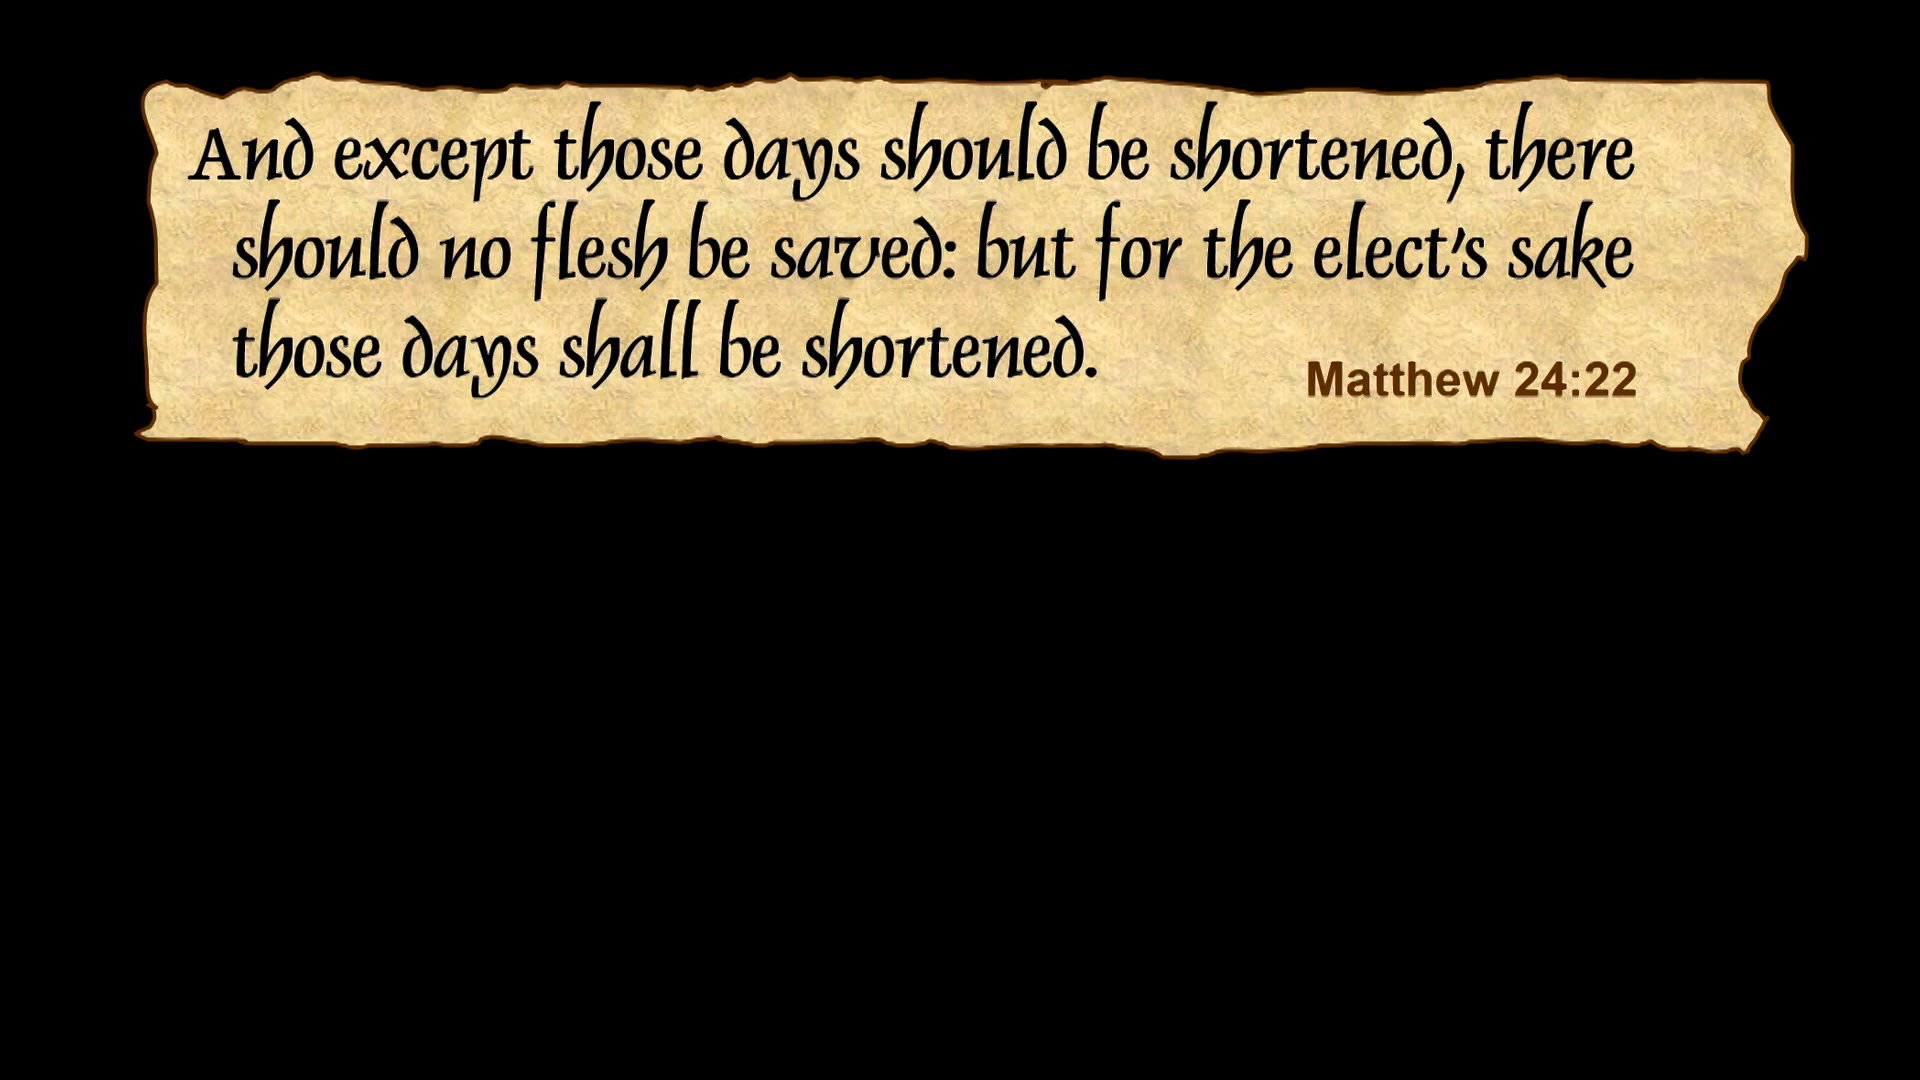 And except those days should be shortened, there
should no flesh be saved: but for the elect's sake
those days shall be shortened.
Matthew 24:22